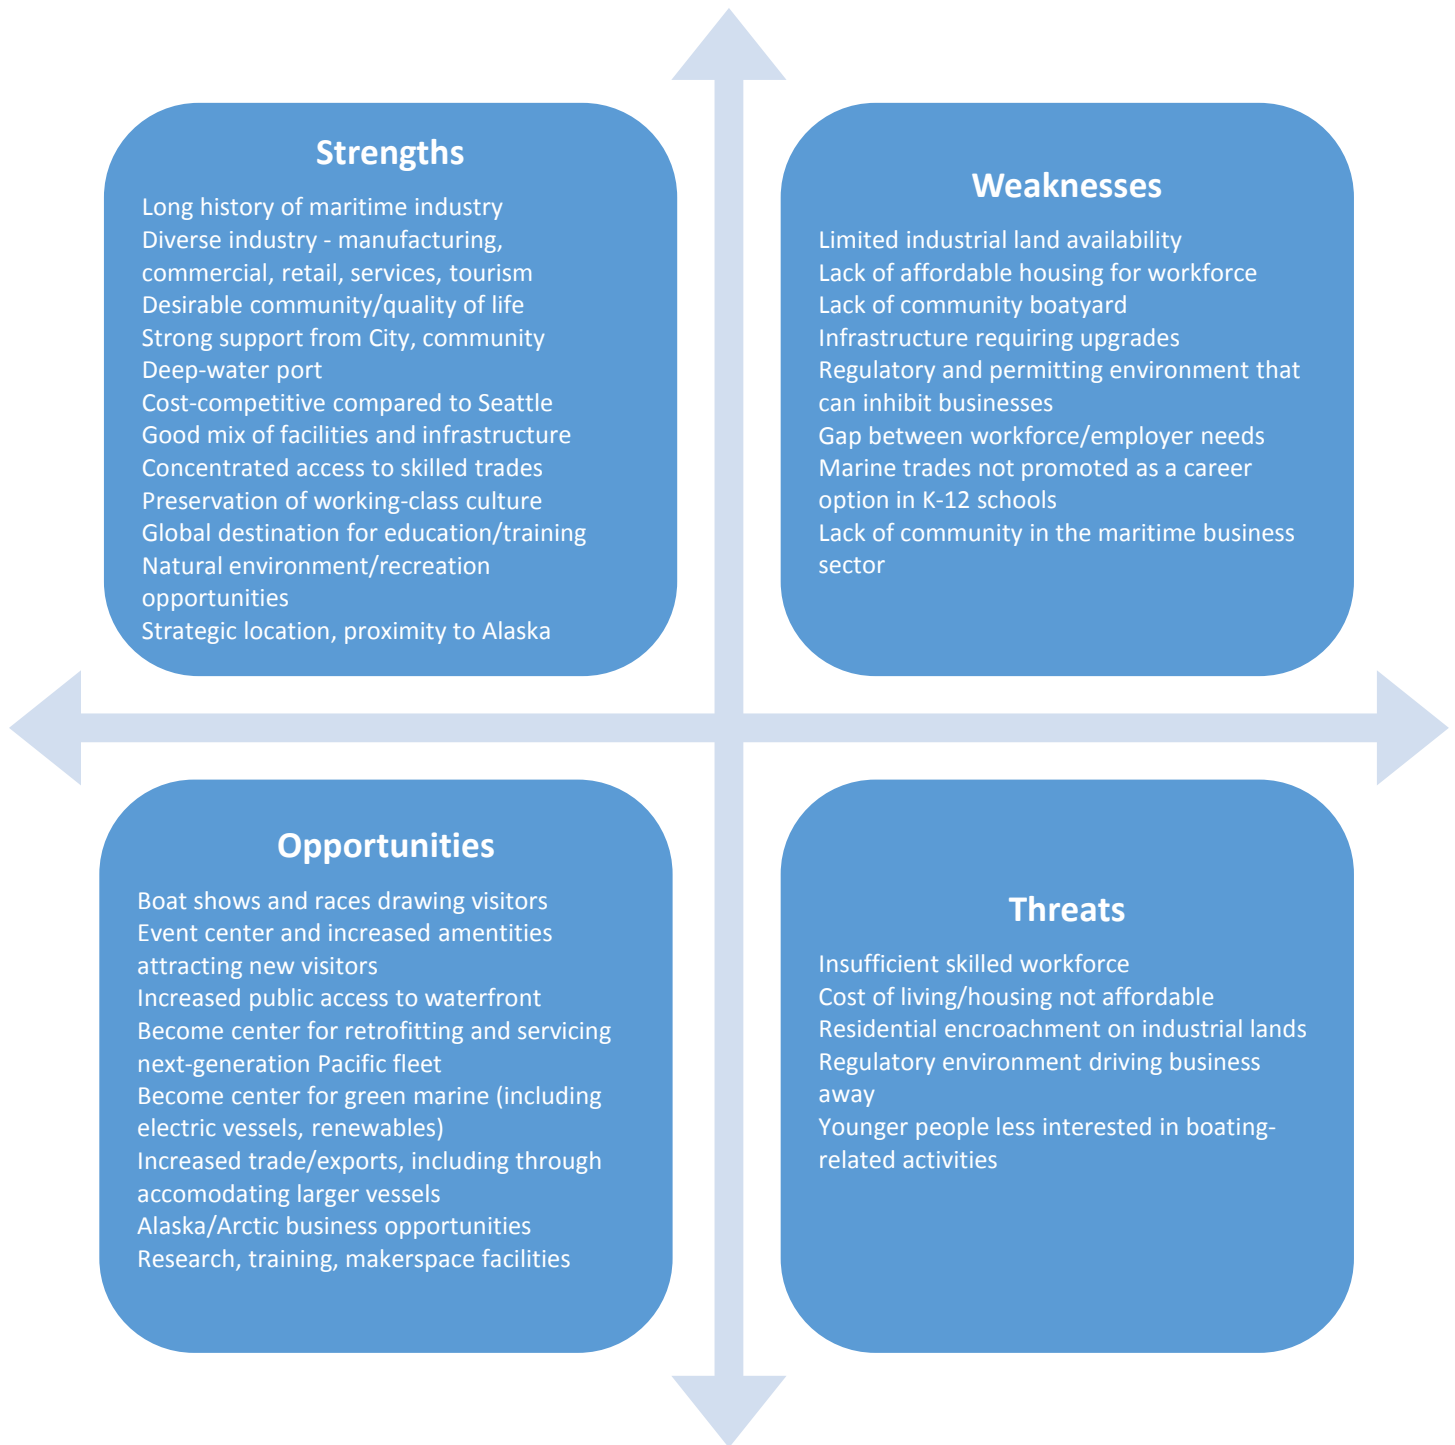 Strengths
Long history of maritime industry
Diverse industry - manufacturing,
commercial, retail, services, tourism
Desirable community/quality of life
Strong support from City, community
Deep-water port
Cost-competitive compared to Seattle
Good mix of facilities and infrastructure
Concentrated access to skilled trades
Preservation of working-class culture
Global destination for education/training
Natural environment/recreation
opportunities
Strategic location, proximity to Alaska
Weaknesses
Limited industrial land availability
Lack of affordable housing for workforce
Lack of community boatyard
Infrastructure requiring upgrades
Regulatory and permitting environment that
can inhibit businesses
Gap between workforce/employer needs
Marine trades not promoted as a career
option in K-12 schools
Lack of community in the maritime business
sector
Opportunities
Boat shows and races drawing visitors
Event center and increased amentities
attracting new visitors
Increased public access to waterfront
Become center for retrofitting and servicing
next-generation Pacific fleet
Become center for green marine (including
electric vessels, renewables)
Increased trade/exports, including through
accomodating larger vessels
Alaska/Arctic business opportunities
Research, training, makerspace facilities
Threats
Insufficient skilled workforce
Cost of living/housing not affordable
Residential encroachment on industrial lands
Regulatory environment driving business
away
Younger people less interested in boating-
related activities